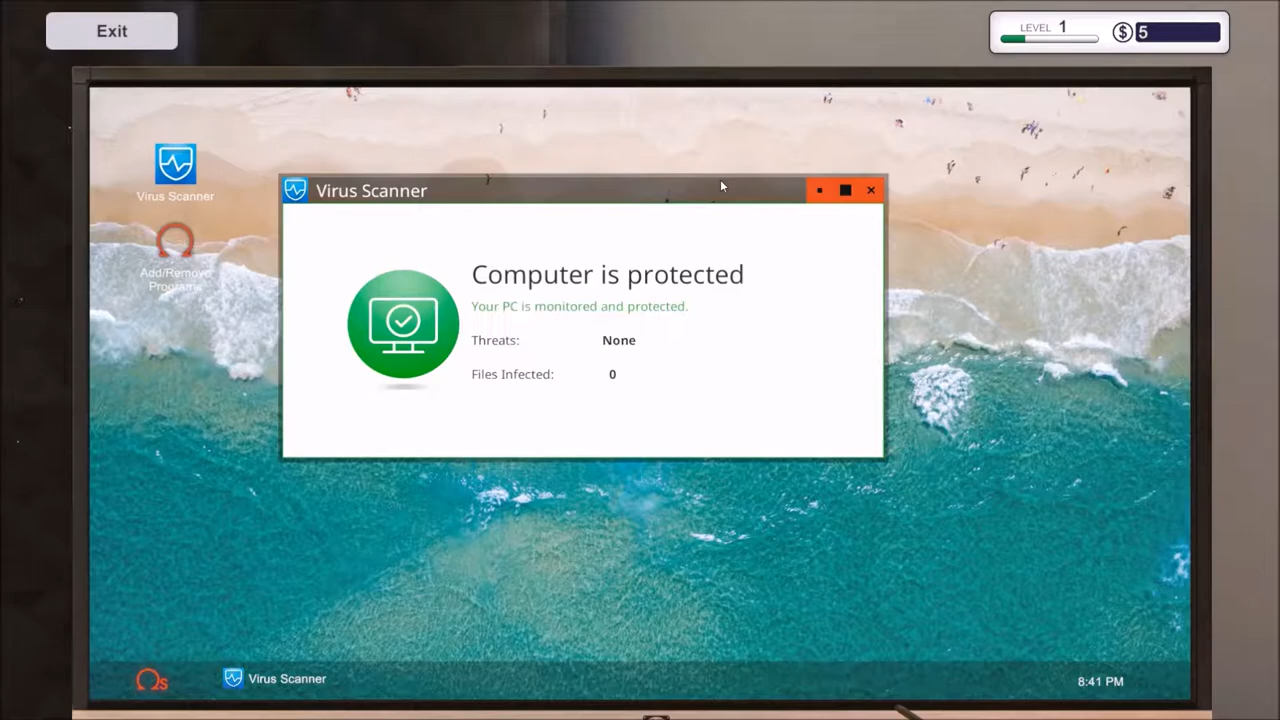 Exit
LEVEL 1
$ 5
Virus Scanner
Virus Scanner
Add/Remove
Programs
Computer is protected
Your PC is monitored and protected.
Threats: None
Files Infected: 0
Ωs
Virus Scanner
8:41 PM